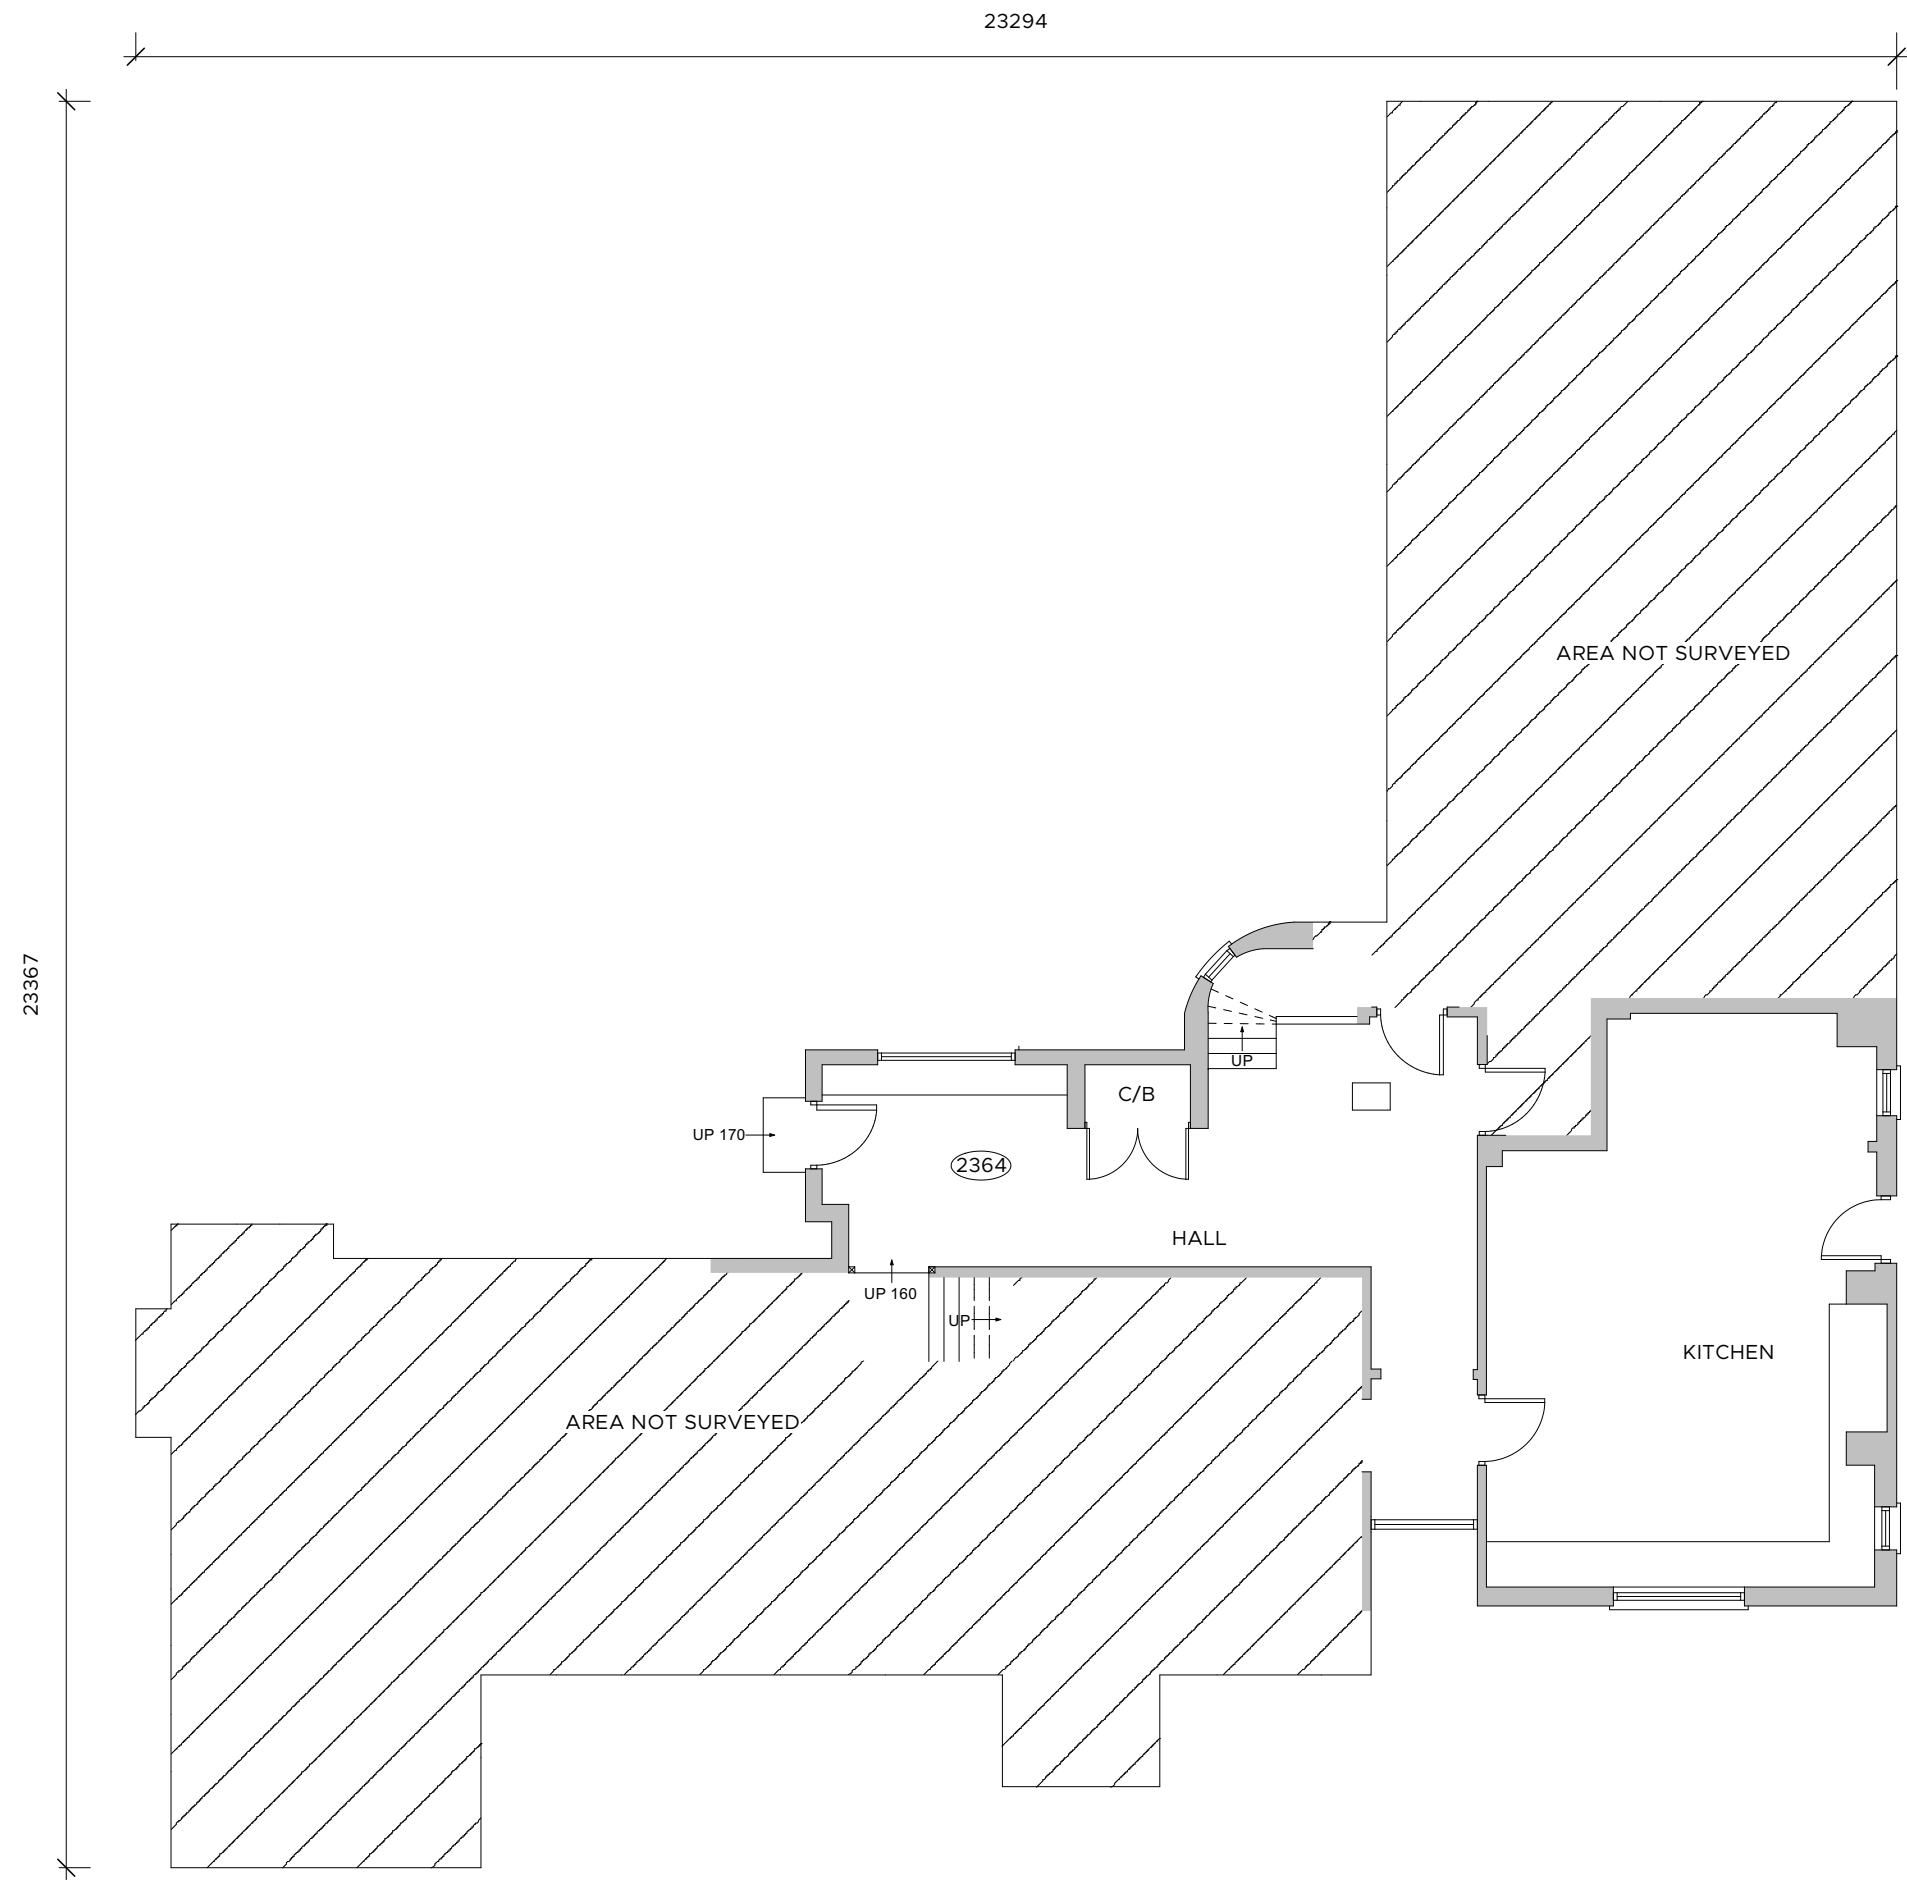 23294
AREA NOT SURVEYED
23367
UP
C/B
UP 170
2364
HALL
UP 160
UP
KITCHEN
AREA NOT SURVEYED